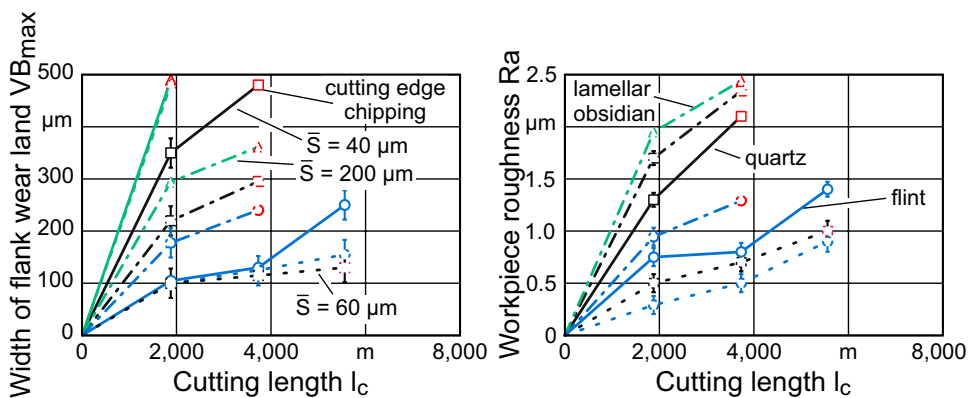 Width of flank wear land VBmax
500
µm
300
200
100
0
0
2,000
4,000
m
8,000
Cutting length lc
cutting edge
chipping
S̅ = 40 µm
S̅ = 200 µm
S̅ = 60 µm
Workpiece roughness Ra
2.5
µm
1.5
1.0
0.5
0
0
2,000
4,000
m
8,000
Cutting length lc
lamellar
obsidian
quartz
flint